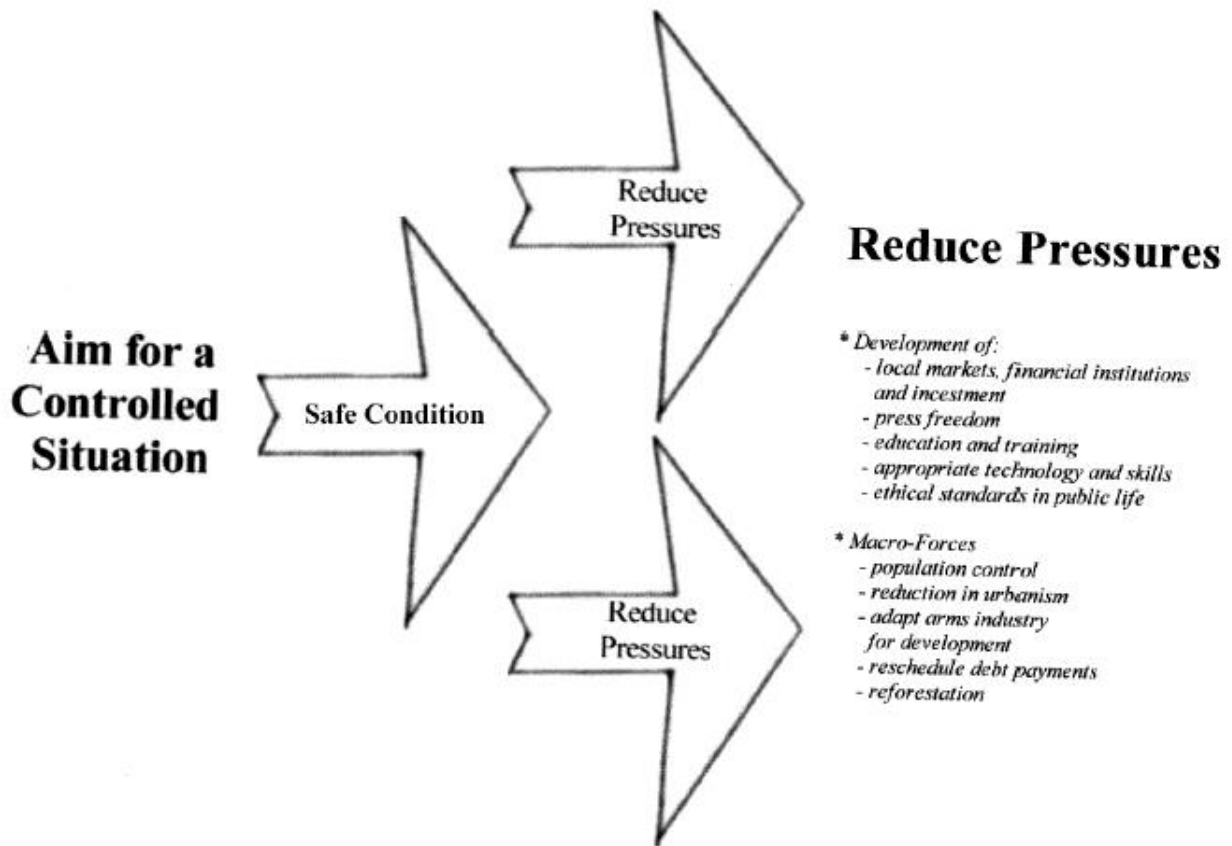 Aim for a
Controlled
Situation
Safe Condition
Reduce
Pressures
Reduce
Pressures
Reduce Pressures
* Development of:
- local markets, financial institutions
and incestment
- press freedom
- education and training
- appropriate technology and skills
- ethical standards in public life
* Macro-Forces
- population control
- reduction in urbanism
- adapt arms industry
for development
- reschedule debt payments
- reforestation